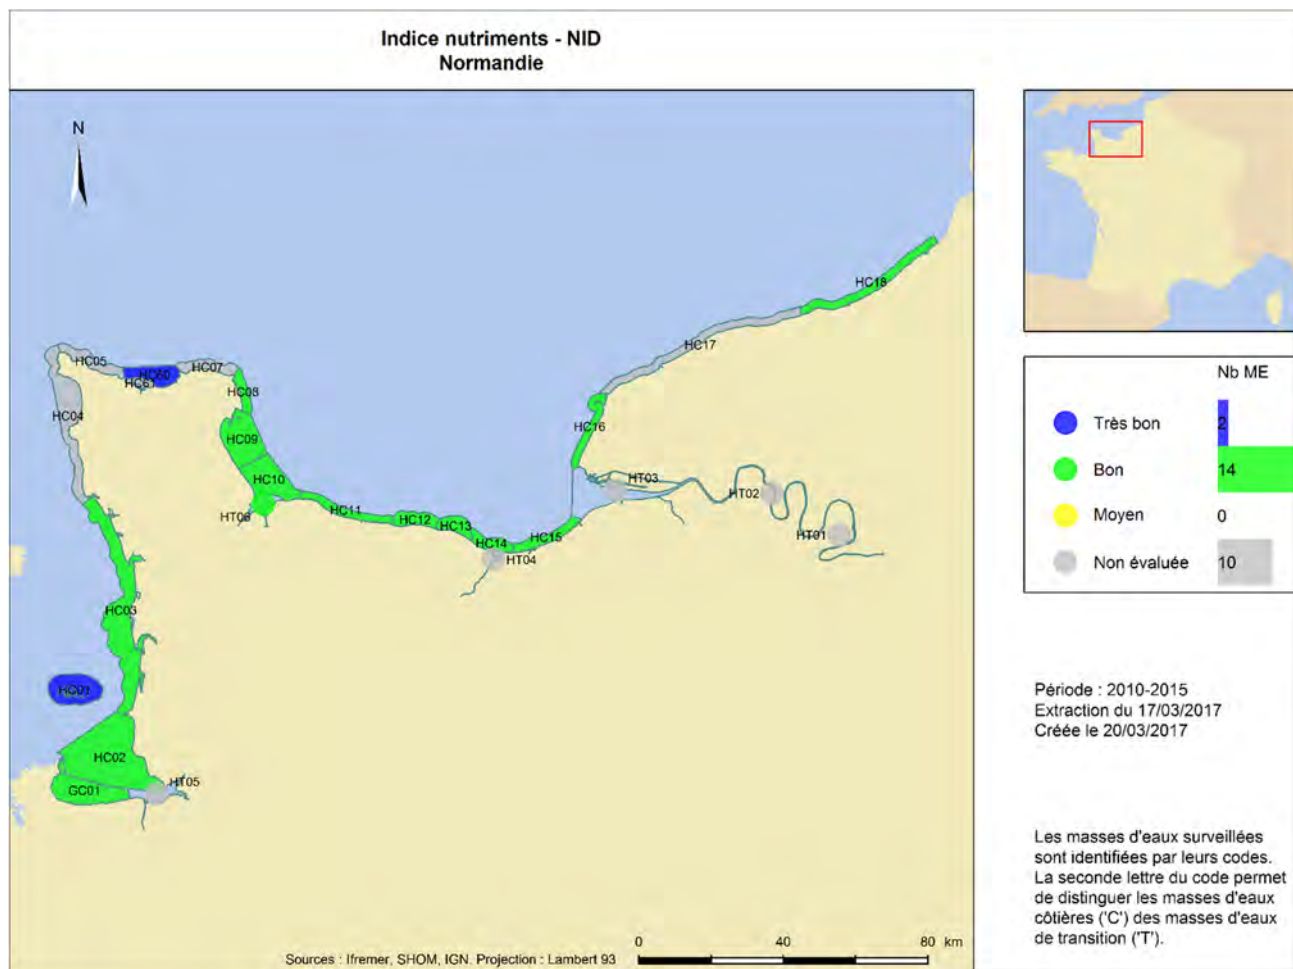 Indice nutriments - NID
Normandie
N
HC18
HC17
HC05
HC60
HC61
HC07
HC08
HC04
HC16
HC09
HC10
HT03
HT02
HC11
HC12
HC13
HT06
HC14
HC15
HT01
HT04
HC03
HC01
HC02
HT05
GC01
0 40 80 km
Sources : Ifremer, SHOM, IGN. Projection : Lambert 93
Nb ME
Très bon 2
Bon 14
Moyen 0
Non évaluée 10
Période : 2010-2015
Extraction du 17/03/2017
Créée le 20/03/2017
Les masses d'eaux surveillées
sont identifiées par leurs codes.
La seconde lettre du code permet
de distinguer les masses d'eaux
côtières ('C') des masses d'eaux
de transition ('T').